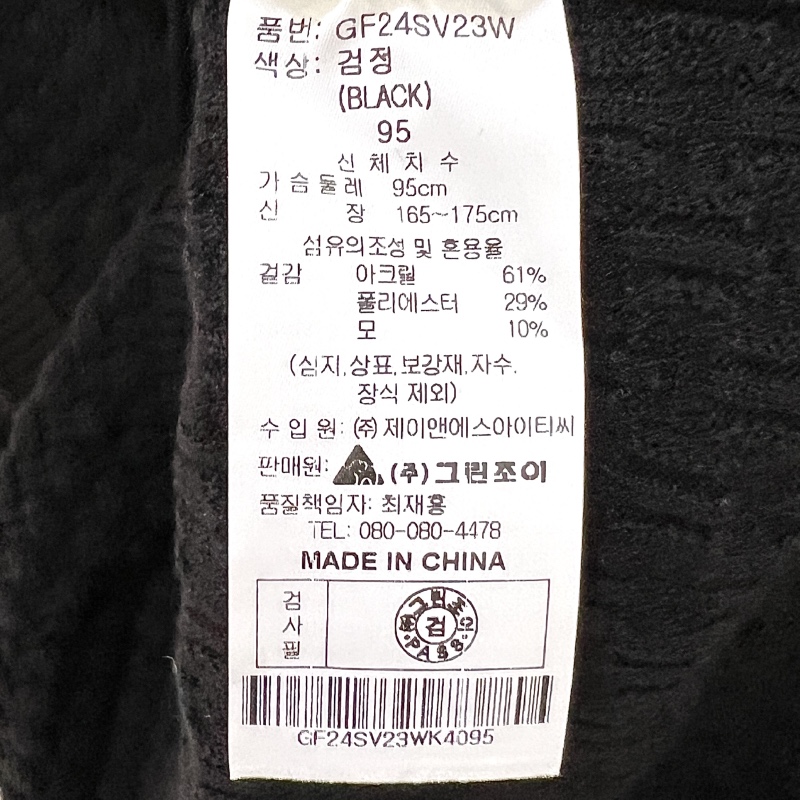 품번: GF24SV23W
색상: 검정
(BLACK)
95
신 체 치 수
가 슴 둘 레 95cm
신 장 165~175cm
섬유의조성 및 혼용율
겉감 아크릴 61%
폴리에스터 29%
모 10%
(심지,상표,보강재,자수,
장식 제외)
수 입 원: (주) 제이앤에스아이티씨
판매원: (주)그린조이
품질책임자: 최재홍
TEL: 080-080-4478
MADE IN CHINA
검
사
필
그린조이
검
"PASS"
GF24SV23WK4095